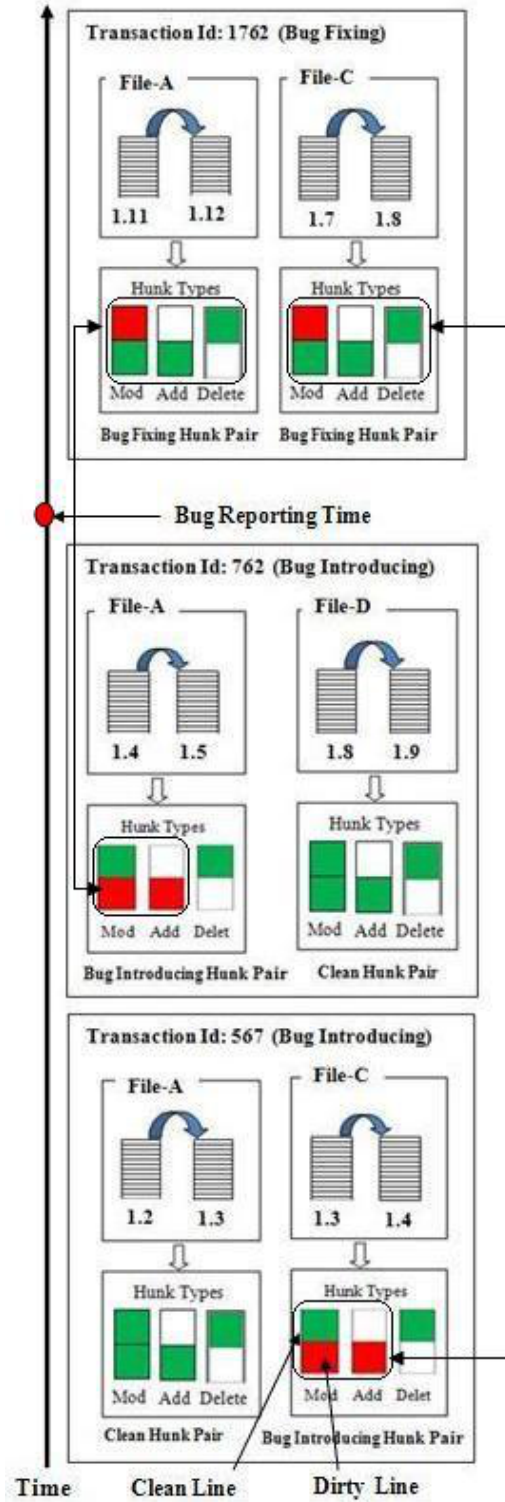 Transaction Id: 1762 (Bug Fixing)
File-A File-C
1.11 1.12 1.7 1.8
Hunk Types Hunk Types
Mod Add Delete Mod Add Delete
Bug Fixing Hunk Pair Bug Fixing Hunk Pair
Bug Reporting Time
Transaction Id: 762 (Bug Introducing)
File-A File-D
1.4 1.5 1.8 1.9
Hunk Types Hunk Types
Mod Add Delet Mod Add Delete
Bug Introducing Hunk Pair Clean Hunk Pair
Transaction Id: 567 (Bug Introducing)
File-A File-C
1.2 1.3 1.3 1.4
Hunk Types Hunk Types
Mod Add Delete Mod Add Delet
Clean Hunk Pair Bug Introducing Hunk Pair
Time Clean Line Dirty Line